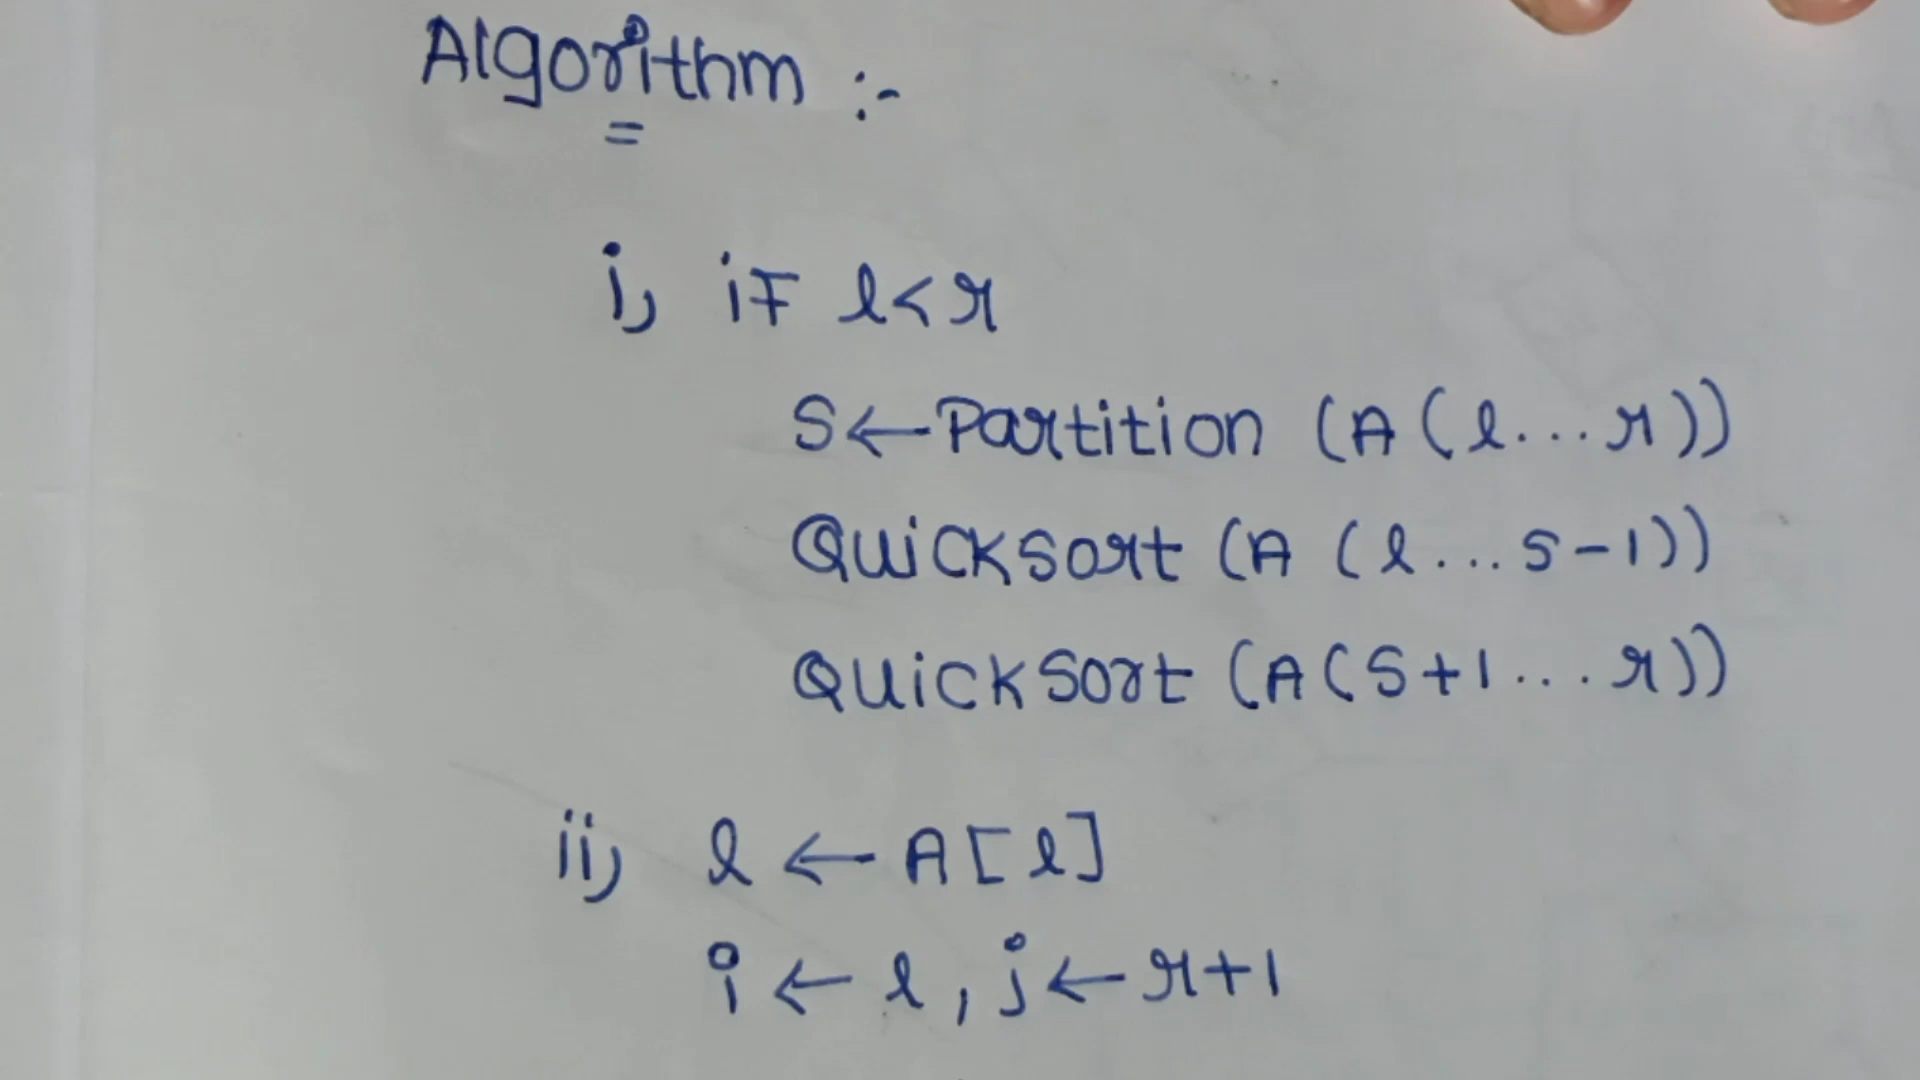 Algorithm :-
=
i) iF l<r
S←Partition (A(l...r))
Quicksort (A (l...s-1))
Quicksort (A(S+1...r))
ii) l ← A[l]
i ← l, j ← r+1